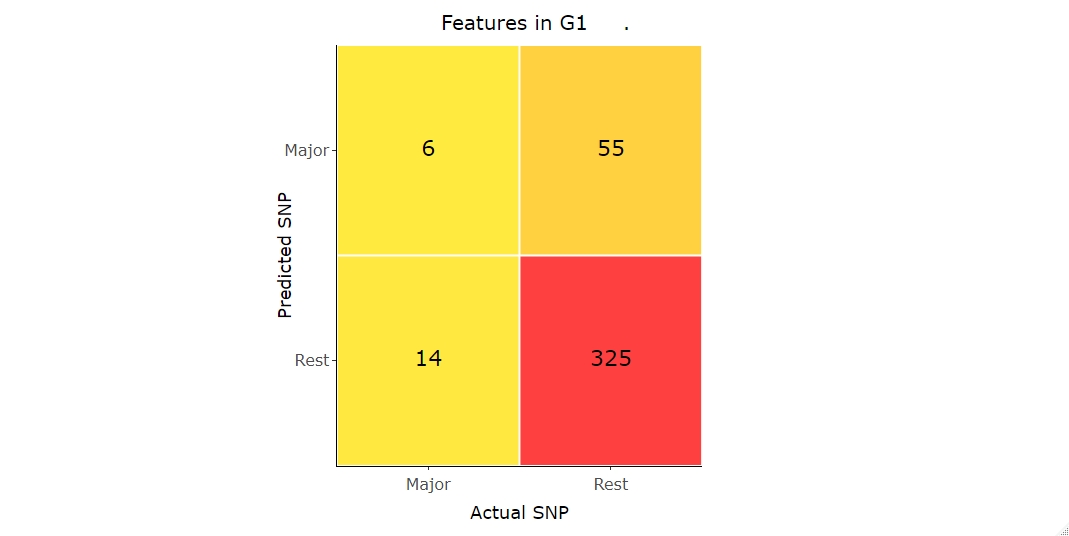 Features in G1 .
Major
6
55
Predicted SNP
Rest
14
325
Major
Rest
Actual SNP